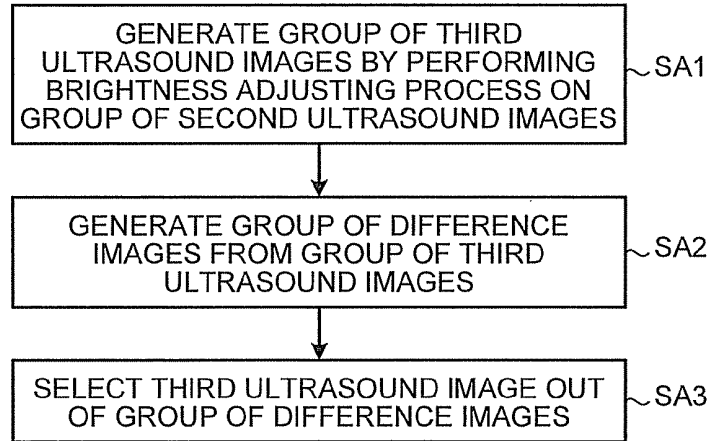 GENERATE GROUP OF THIRD
ULTRASOUND IMAGES BY PERFORMING
BRIGHTNESS ADJUSTING PROCESS ON
GROUP OF SECOND ULTRASOUND IMAGES
SA1
GENERATE GROUP OF DIFFERENCE
IMAGES FROM GROUP OF THIRD
ULTRASOUND IMAGES
SA2
SELECT THIRD ULTRASOUND IMAGE OUT
OF GROUP OF DIFFERENCE IMAGES
SA3